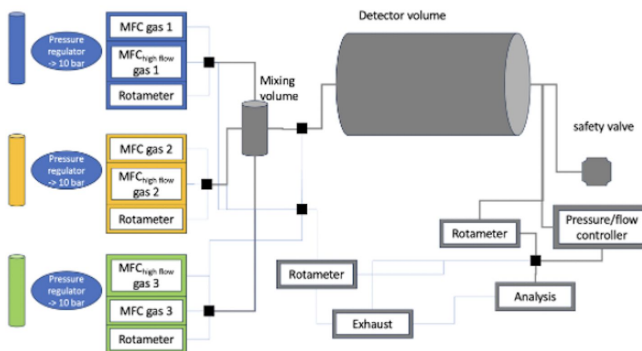 Detector volume
MFC gas 1
Pressure
regulator
-> 10 bar
MFC high flow
gas 1
Rotameter
Mixing
volume
safety valve
MFC gas 2
Pressure
regulator
-> 10 bar
MFC high flow
gas 2
Rotameter
Pressure/flow
controller
Rotameter
MFC high flow
gas 3
Pressure
regulator
-> 10 bar
MFC gas 3
Rotameter
Rotameter
Analysis
Exhaust